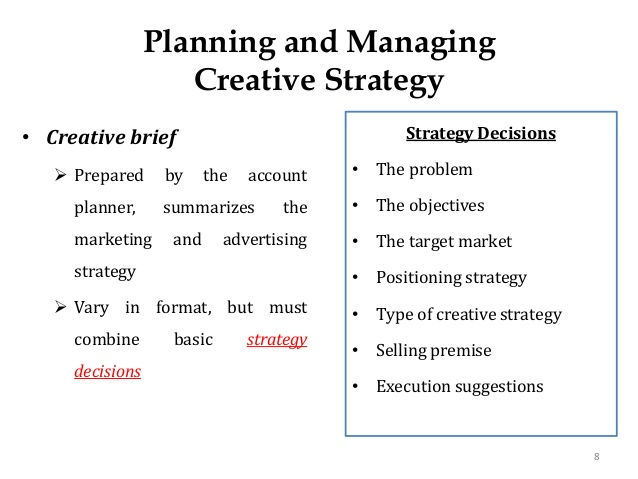 Planning and Managing
Creative Strategy
• Creative brief
➢ Prepared by the account
planner, summarizes the
marketing and advertising
strategy
➢ Vary in format, but must
combine basic strategy
decisions
Strategy Decisions
• The problem
• The objectives
• The target market
• Positioning strategy
• Type of creative strategy
• Selling premise
• Execution suggestions
8